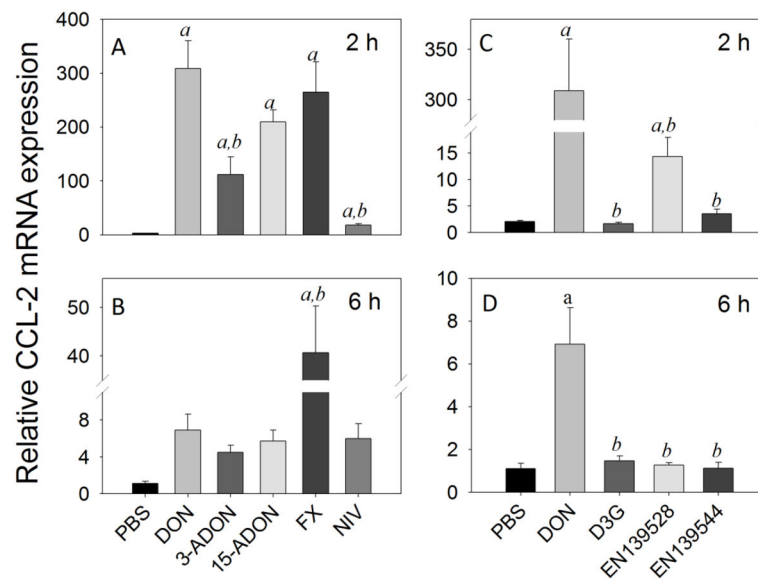 Relative CCL-2 mRNA expression
A
2 h
400
300
200
100
0
a
a,b
a
a
a,b
C
2 h
350
300
15
10
5
0
a
b
a,b
b
B
6 h
50
40
8
4
0
a,b
PBS
DON
3-ADON
15-ADON
FX
NIV
D
6 h
10
8
6
4
2
0
a
b
b
b
PBS
DON
D3G
EN139528
EN139544